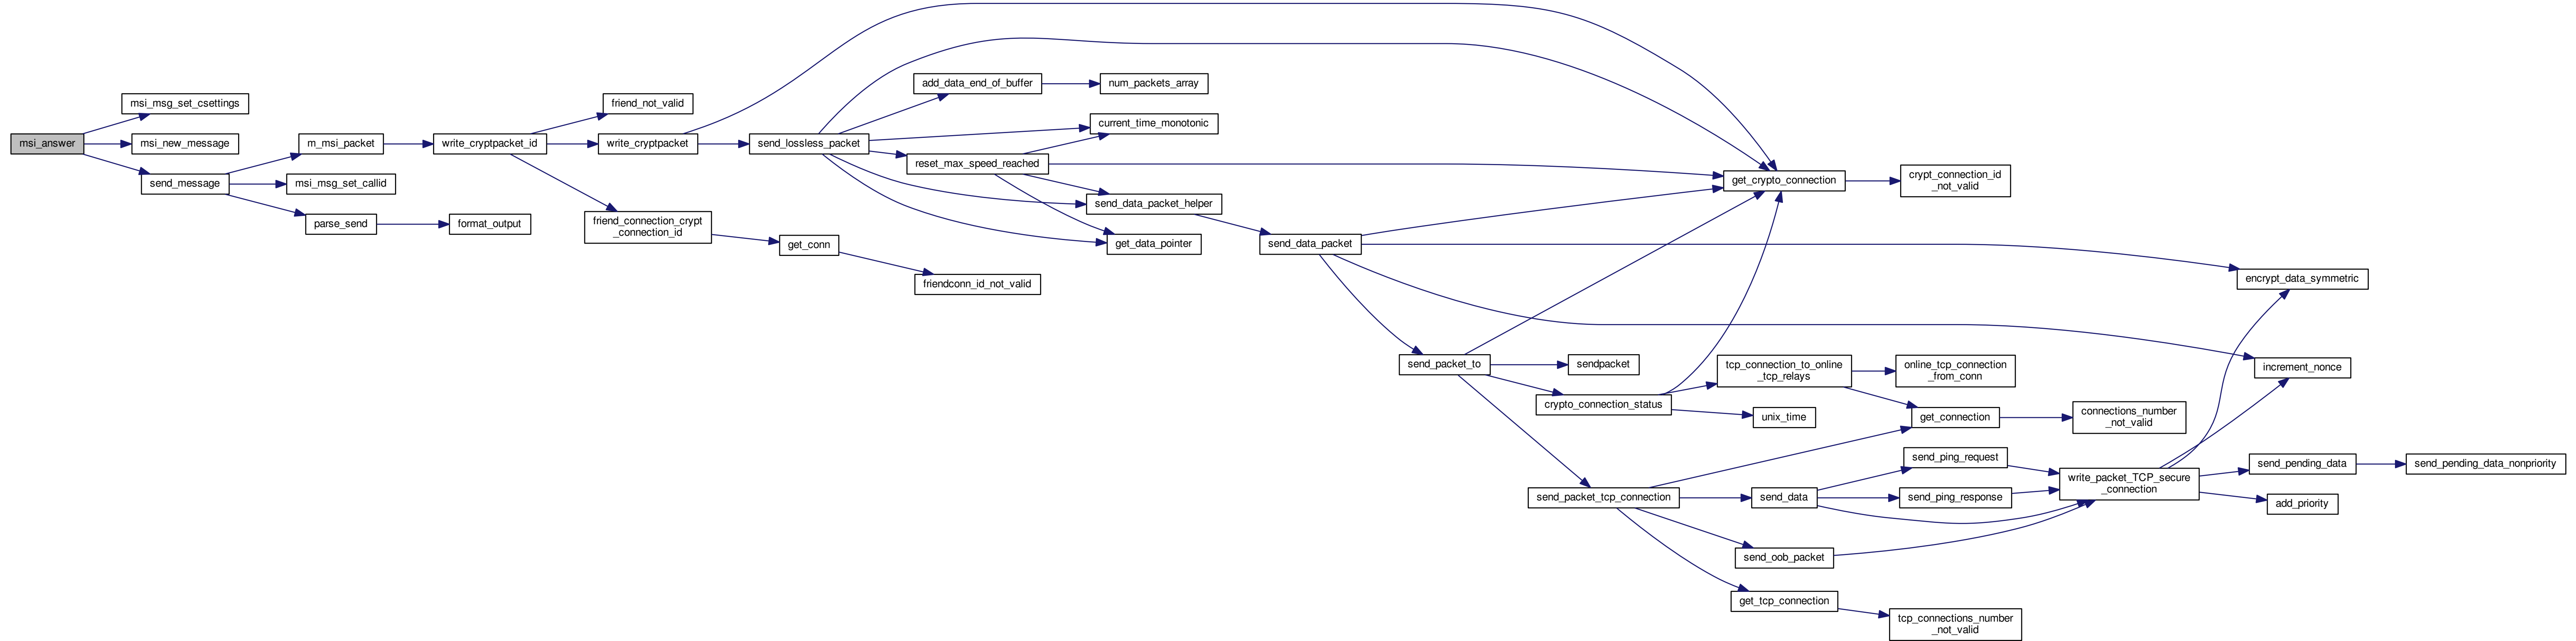 msi_answer
msi_msg_set_csettings
msi_new_message
send_message
m_msi_packet
msi_msg_set_callid
parse_send
format_output
write_cryptpacket_id
friend_not_valid
write_cryptpacket
friend_connection_crypt
_connection_id
get_conn
friendconn_id_not_valid
send_lossless_packet
add_data_end_of_buffer
num_packets_array
current_time_monotonic
reset_max_speed_reached
send_data_packet_helper
get_data_pointer
send_data_packet
get_crypto_connection
crypt_connection_id
_not_valid
encrypt_data_symmetric
increment_nonce
send_packet_to
sendpacket
crypto_connection_status
tcp_connection_to_online
_tcp_relays
online_tcp_connection
_from_conn
unix_time
get_connection
connections_number
_not_valid
send_packet_tcp_connection
send_data
send_ping_request
send_ping_response
write_packet_TCP_secure
_connection
send_pending_data
send_pending_data_nonpriority
add_priority
send_oob_packet
get_tcp_connection
tcp_connections_number
_not_valid